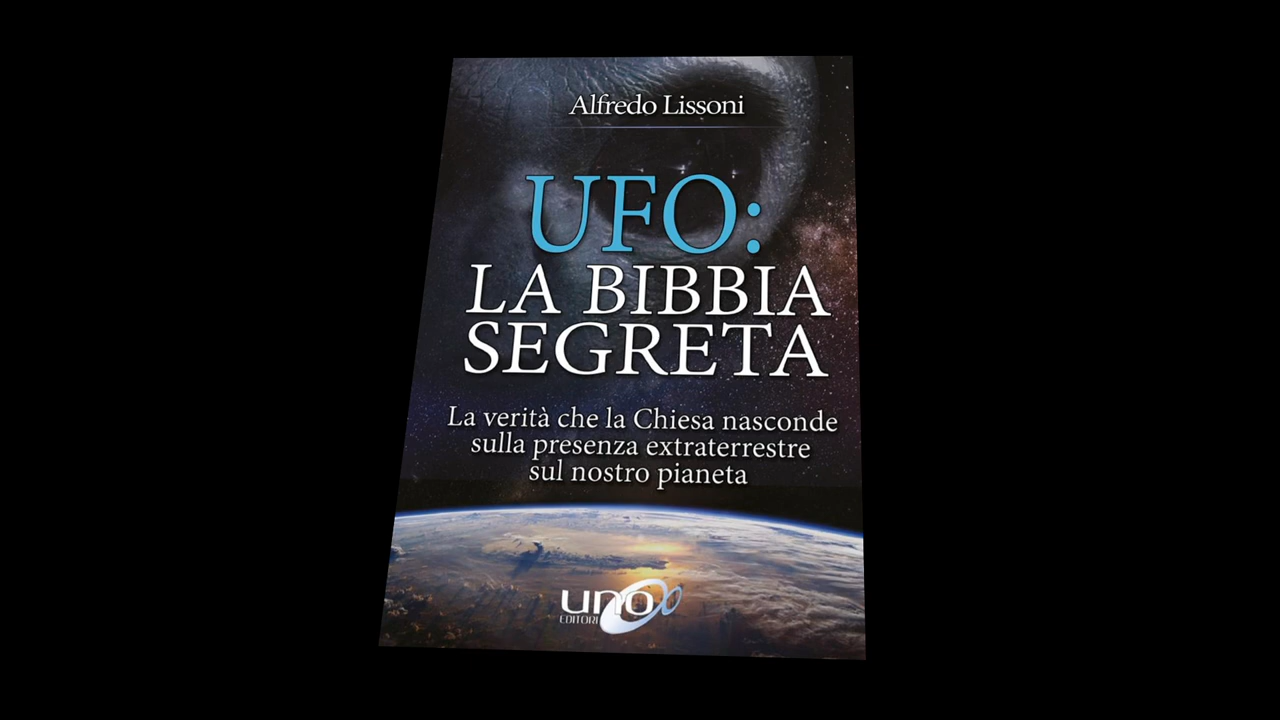 Alfredo Lissoni
UFO:
LA BIBBIA
SEGRETA
La verità che la Chiesa nasconde
sulla presenza extraterrestre
sul nostro pianeta
uno
EDITORI